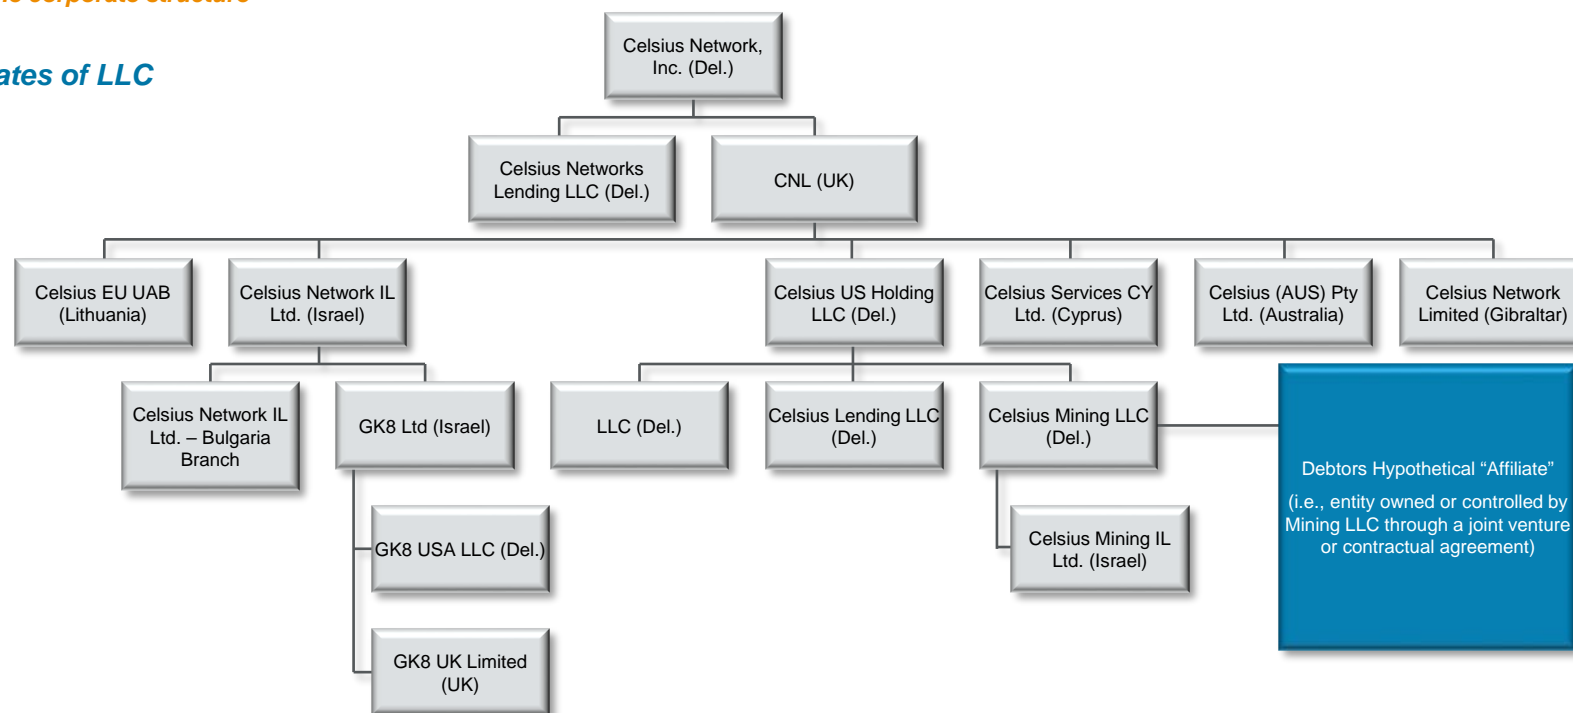 corporate structure
ates of LLC
Celsius Network,
Inc. (Del.)
Celsius Networks
Lending LLC (Del.)
CNL (UK)
Celsius EU UAB
(Lithuania)
Celsius Network IL
Ltd. (Israel)
Celsius US Holding
LLC (Del.)
Celsius Services CY
Ltd. (Cyprus)
Celsius (AUS) Pty
Ltd. (Australia)
Celsius Network
Limited (Gibraltar)
Celsius Network IL
Ltd. – Bulgaria
Branch
GK8 Ltd (Israel)
LLC (Del.)
Celsius Lending LLC
(Del.)
Celsius Mining LLC
(Del.)
Debtors Hypothetical “Affiliate”
(i.e., entity owned or controlled by
Mining LLC through a joint venture
or contractual agreement)
GK8 USA LLC (Del.)
Celsius Mining IL
Ltd. (Israel)
GK8 UK Limited
(UK)